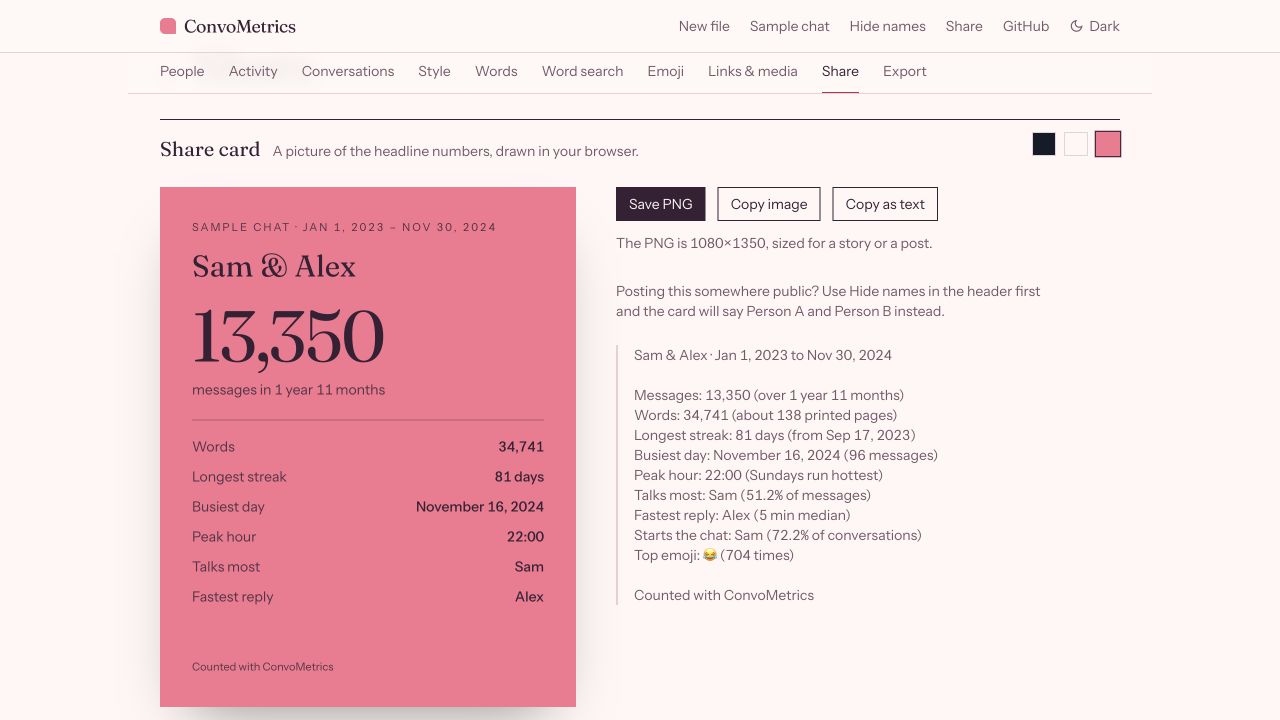 ConvoMetrics
New file Sample chat Hide names Share GitHub Dark
People Activity Conversations Style Words Word search Emoji Links & media Share Export
Share card A picture of the headline numbers, drawn in your browser.
SAMPLE CHAT · JAN 1, 2023 – NOV 30, 2024
Sam & Alex
13,350
messages in 1 year 11 months
Words 34,741
Longest streak 81 days
Busiest day November 16, 2024
Peak hour 22:00
Talks most Sam
Fastest reply Alex
Counted with ConvoMetrics
Save PNG Copy image Copy as text
The PNG is 1080×1350, sized for a story or a post.
Posting this somewhere public? Use Hide names in the header first
and the card will say Person A and Person B instead.
Sam & Alex · Jan 1, 2023 to Nov 30, 2024
Messages: 13,350 (over 1 year 11 months)
Words: 34,741 (about 138 printed pages)
Longest streak: 81 days (from Sep 17, 2023)
Busiest day: November 16, 2024 (96 messages)
Peak hour: 22:00 (Sundays run hottest)
Talks most: Sam (51.2% of messages)
Fastest reply: Alex (5 min median)
Starts the chat: Sam (72.2% of conversations)
Top emoji: 😂 (704 times)
Counted with ConvoMetrics